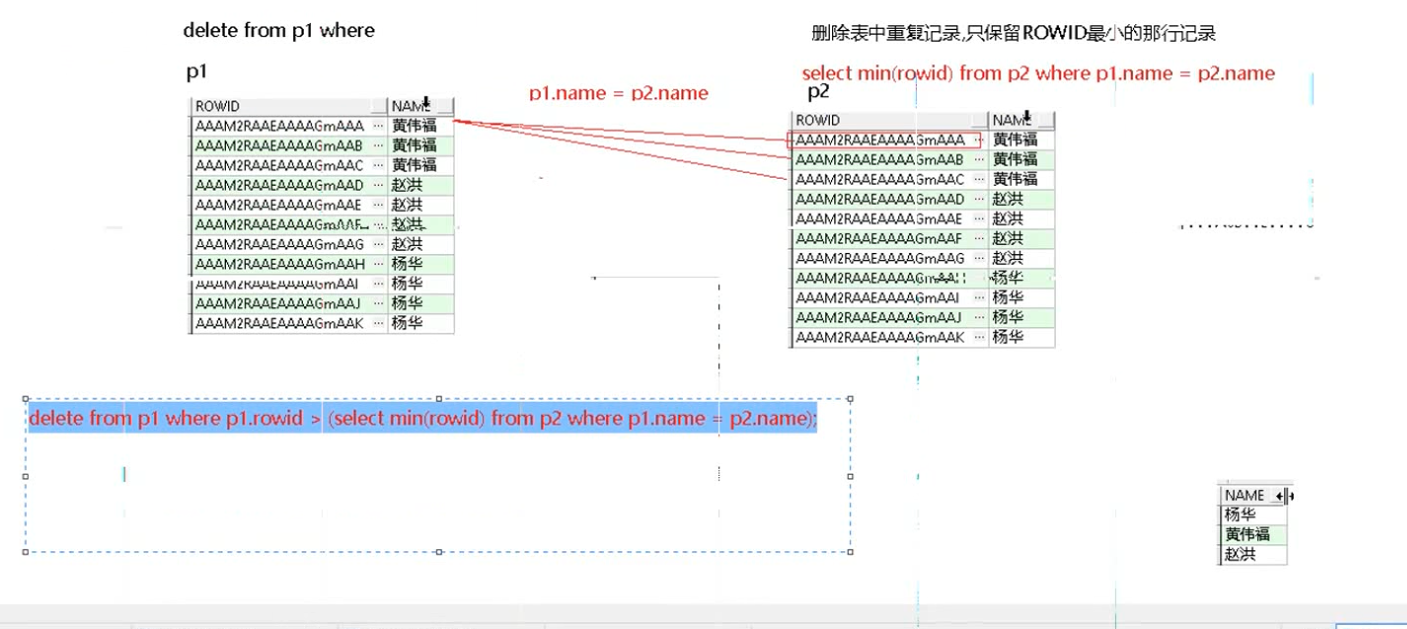 delete from p1 where
删除表中重复记录,只保留ROWID最小的那行记录
p1
select min(rowid) from p2 where p1.name = p2.name
p1.name = p2.name
p2
ROWID NAME
AAAM2RAAEAAAAGmAAA ... 黄伟福
AAAM2RAAEAAAAGmAAB ... 黄伟福
AAAM2RAAEAAAAGmAAC ... 黄伟福
AAAM2RAAEAAAAGmAAD ... 赵洪
AAAM2RAAEAAAAGmAAE ... 赵洪
AAAM2RAAEAAAAGmAAF ... 赵洪
AAAM2RAAEAAAAGmAAG ... 赵洪
AAAM2RAAEAAAAGmAAH ... 杨华
AAAM2RAAEAAAAGmAAI ... 杨华
AAAM2RAAEAAAAGmAAJ ... 杨华
AAAM2RAAEAAAAGmAAK ... 杨华
ROWID NAME
AAAM2RAAEAAAAGmAAA ... 黄伟福
AAAM2RAAEAAAAGmAAB ... 黄伟福
AAAM2RAAEAAAAGmAAC ... 黄伟福
AAAM2RAAEAAAAGmAAD ... 赵洪
AAAM2RAAEAAAAGmAAE ... 赵洪
AAAM2RAAEAAAAGmAAF ... 赵洪
AAAM2RAAEAAAAGmAAG ... 赵洪
AAAM2RAAEAAAAGmAAH ... 杨华
AAAM2RAAEAAAAGmAAI ... 杨华
AAAM2RAAEAAAAGmAAJ ... 杨华
AAAM2RAAEAAAAGmAAK ... 杨华
delete from p1 where p1.rowid > (select min(rowid) from p2 where p1.name = p2.name);
NAME
杨华
黄伟福
赵洪